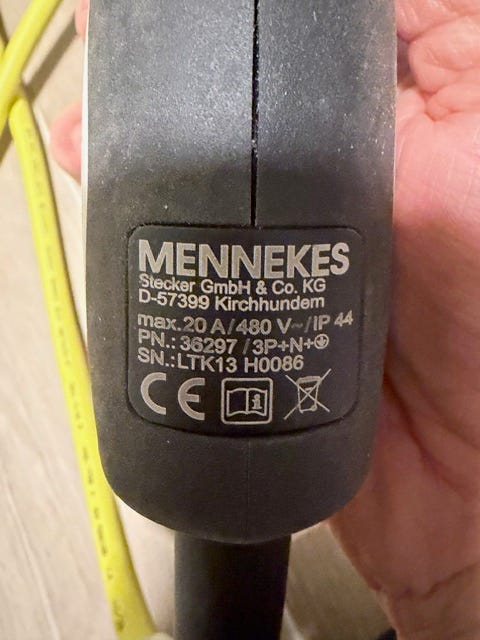 MENNEKES
Stecker GmbH & Co. KG
D-57399 Kirchhundem
max.20 A/480 V~/IP 44
PN.: 36297 /3P+N+⏚
SN.:LTK13 H0086
CE
i